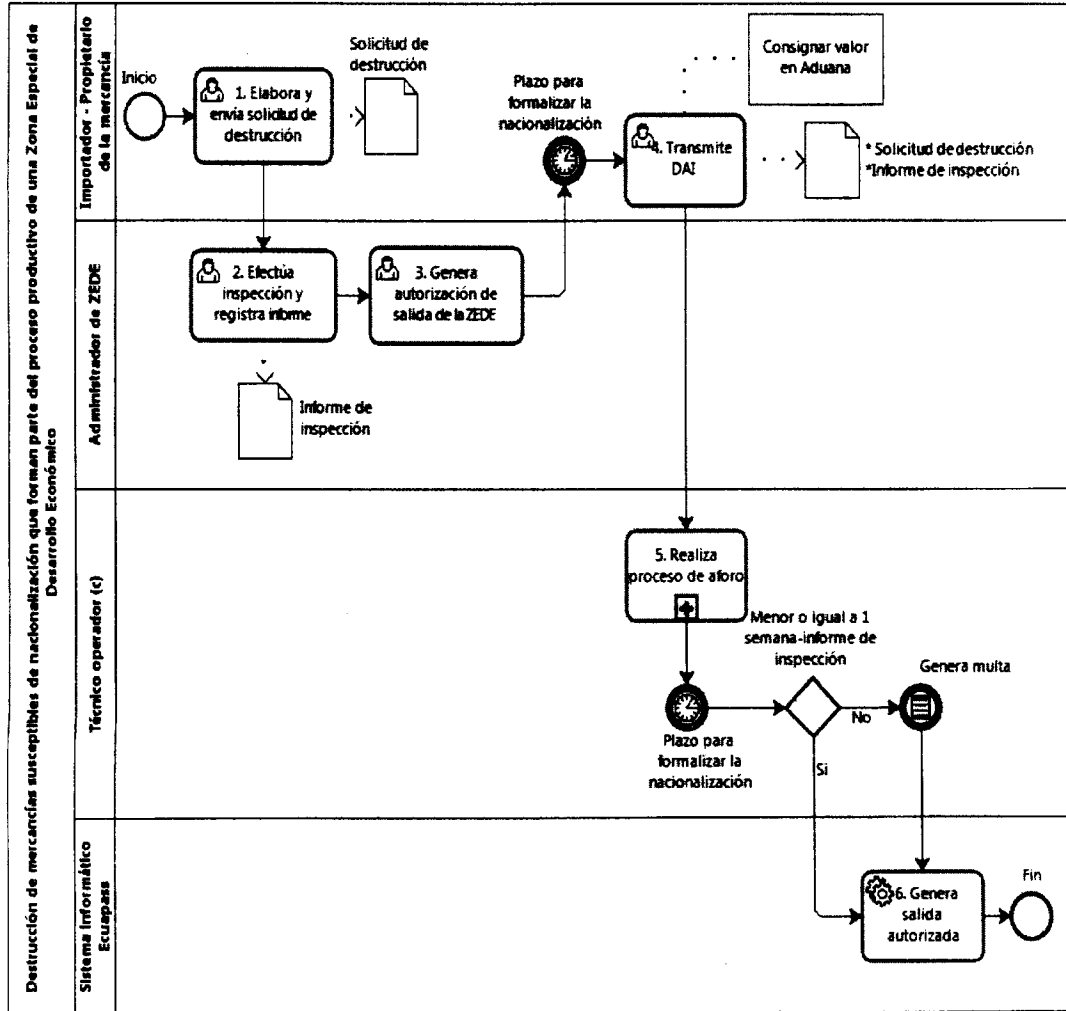 Destrucción de mercancías susceptibles de nacionalización que forman parte del proceso productivo de una Zona Especial de
Desarrollo Económico
Importador - Propietario
de la mercancía
Inicio
1. Elabora y
envía solicitud de
destrucción
Solicitud de
destrucción
Plazo para
formalizar la
nacionalización
4. Transmite
DAI
Consignar valor
en Aduana
* Solicitud de destrucción
*Informe de inspección
Administrador de ZEDE
2. Efectúa
inspección y
registra informe
3. Genera
autorización de
salida de la ZEDE
Informe de
inspección
Técnico operador (c)
5. Realiza
proceso de aforo
Menor o igual a 1
semana-informe de
inspección
Genera multa
No
Plazo para
formalizar la
nacionalización
Si
Sistema Informático
Ecuapass
6. Genera
salida
autorizada
Fin